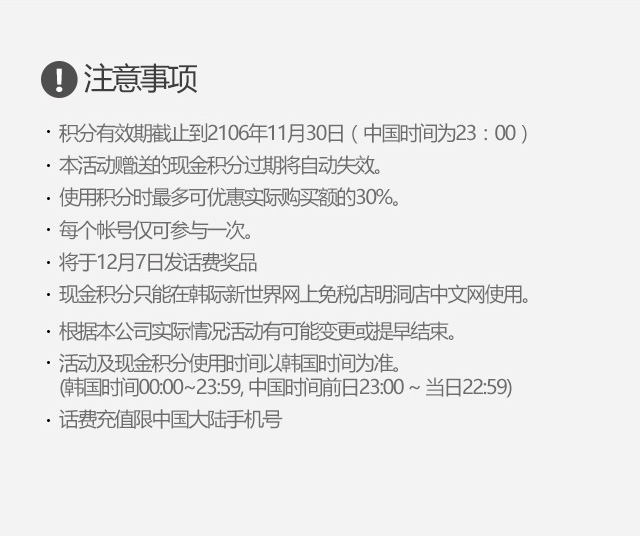 注意事项
· 积分有效期截止到2106年11月30日（中国时间为23：00）
· 本活动赠送的现金积分过期将自动失效。
· 使用积分时最多可优惠实际购买额的30%。
· 每个帐号仅可参与一次。
· 将于12月7日发话费奖品
· 现金积分只能在韩际新世界网上免税店明洞店中文网使用。
· 根据本公司实际情况活动有可能变更或提早结束。
· 活动及现金积分使用时间以韩国时间为准。
(韩国时间00:00~23:59, 中国时间前日23:00 ~ 当日22:59)
· 话费充值限中国大陆手机号